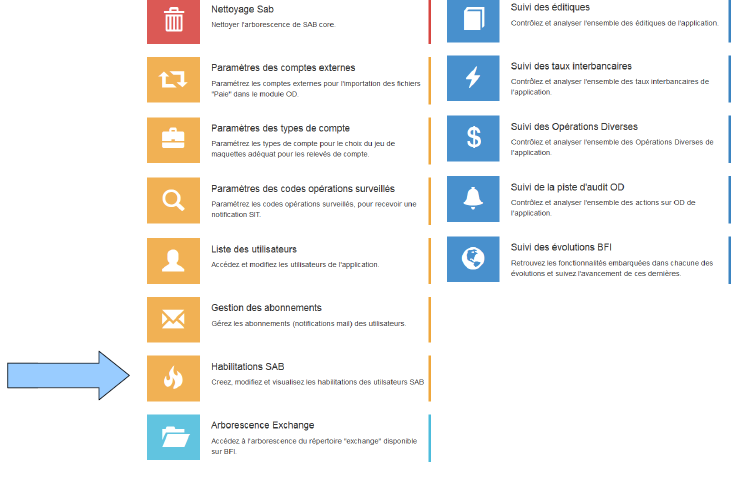 Nettoyage Sab
Nettoyer l'arborescence de SAB core.
Paramètres des comptes externes
Paramétrez les comptes externes pour l'importation des fichiers
"Paie" dans le module OD.
Paramètres des types de compte
Paramétrez les types de compte pour le choix du jeu de
maquettes adéquat pour les relevés de compte.
Paramètres des codes opérations surveillés
Paramétrez les codes opérations surveillés, pour recevoir une
notification SIT.
Liste des utilisateurs
Accédez et modifiez les utilisateurs de l'application.
Gestion des abonnements
Gérez les abonnements (notifications mail) des utilisateurs.
Habilitations SAB
Creez, modifiez et visualisez les habilitations des utilsateurs SAB
Arborescence Exchange
Accédez à l'arborescence du répertoire "exchange" disponible
sur BFI.
Suivi des éditiques
Contrôlez et analyser l'ensemble des éditiques de l'application
Suivi des taux interbancaires
Contrôlez et analyser l'ensemble des taux interbancaires de
l'application.
Suivi des Opérations Diverses
Contrôlez et analyser l'ensemble des Opérations Diverses de
l'application.
Suivi de la piste d'audit OD
Contrôlez et analyser l'ensemble des actions sur OD de
l'application.
Suivi des évolutions BFI
Retrouvez les fonctionnalités embarquées dans chacune des
évolutions et suivez l'avancement de ces dernières.